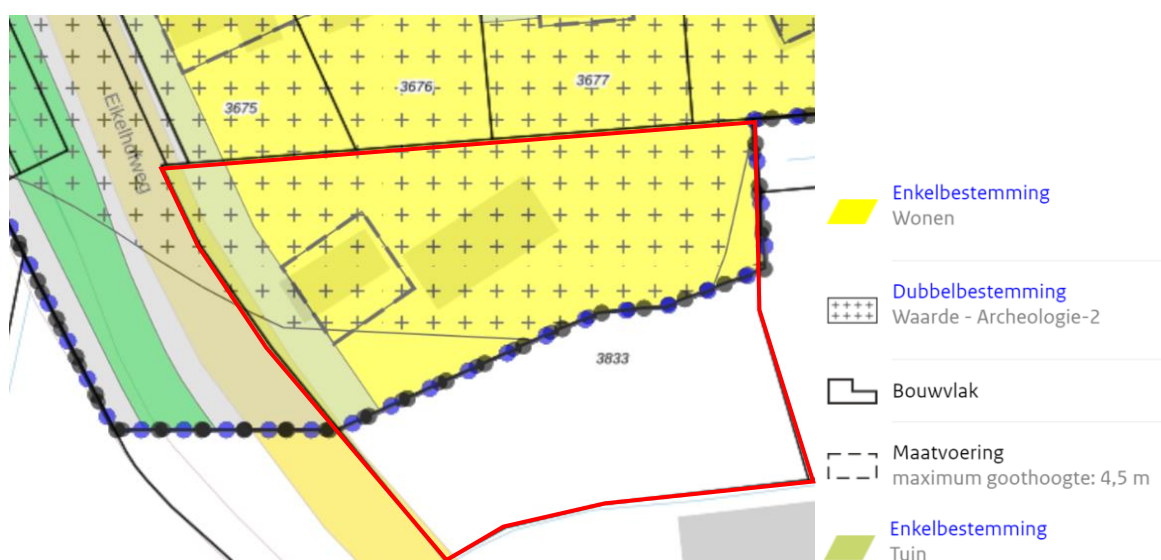 3675
3676
3677
Eikelhofweg
3833
Enkelbestemming
Wonen
Dubbelbestemming
Waarde - Archeologie-2
Bouwvlak
Maatvoering
maximum goothoogte: 4,5 m
Enkelbestemming
Tuin